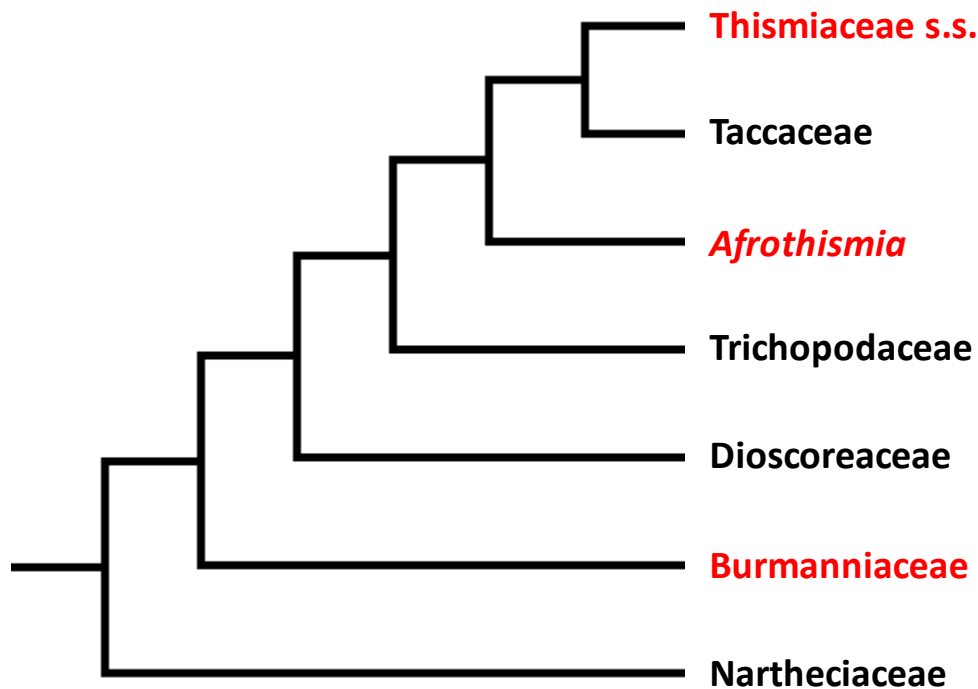 Thismiaceae s.s.
Taccaceae
Afrothismia
Trichopodaceae
Dioscoreaceae
Burmanniaceae
Nartheciaceae